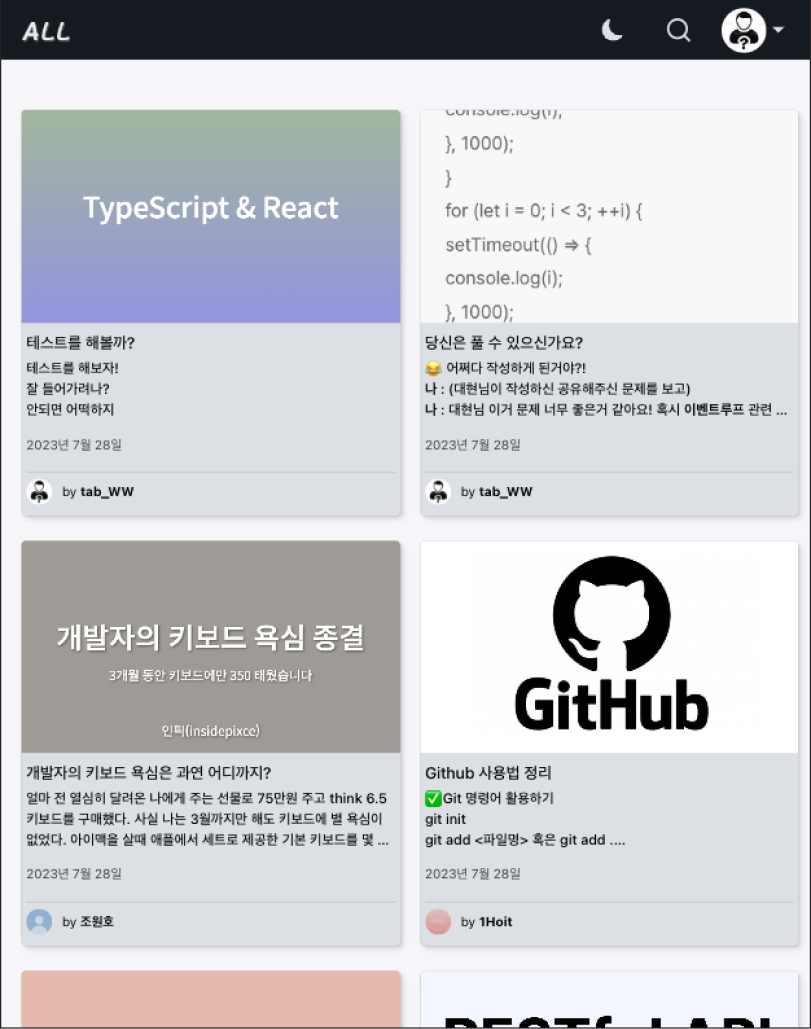 ALL
TypeScript & React
테스트를 해볼까?
테스트를 해보자!
잘 들어가려나?
안되면 어떡하지
2023년 7월 28일
by tab_WW
console.log(i);
}, 1000);
}
for (let i = 0; i < 3; ++i) {
setTimeout(() => {
console.log(i);
}, 1000);
당신은 풀 수 있으신가요?
😂 어쩌다 작성하게 된거야?!
나 : (대현님이 작성하신 공유해주신 문제를 보고)
나 : 대현님 이거 문제 너무 좋은거 같아요! 혹시 이벤트루프 관련 ...
2023년 7월 28일
by tab_WW
개발자의 키보드 욕심 종결
3개월 동안 키보드에만 350 태웠습니다
인픽(insidepixce)
개발자의 키보드 욕심은 과연 어디까지?
얼마 전 열심히 달려온 나에게 주는 선물로 75만원 주고 think 6.5
키보드를 구매했다. 사실 나는 3월까지만 해도 키보드에 별 욕심이
없었다. 아이맥을 살때 애플에서 세트로 제공한 기본 키보드를 몇 ...
2023년 7월 28일
by 조원호
GitHub
Github 사용법 정리
✅Git 명령어 활용하기
git init
git add <파일명> 혹은 git add ....
2023년 7월 28일
by 1Hoit
RESTful API